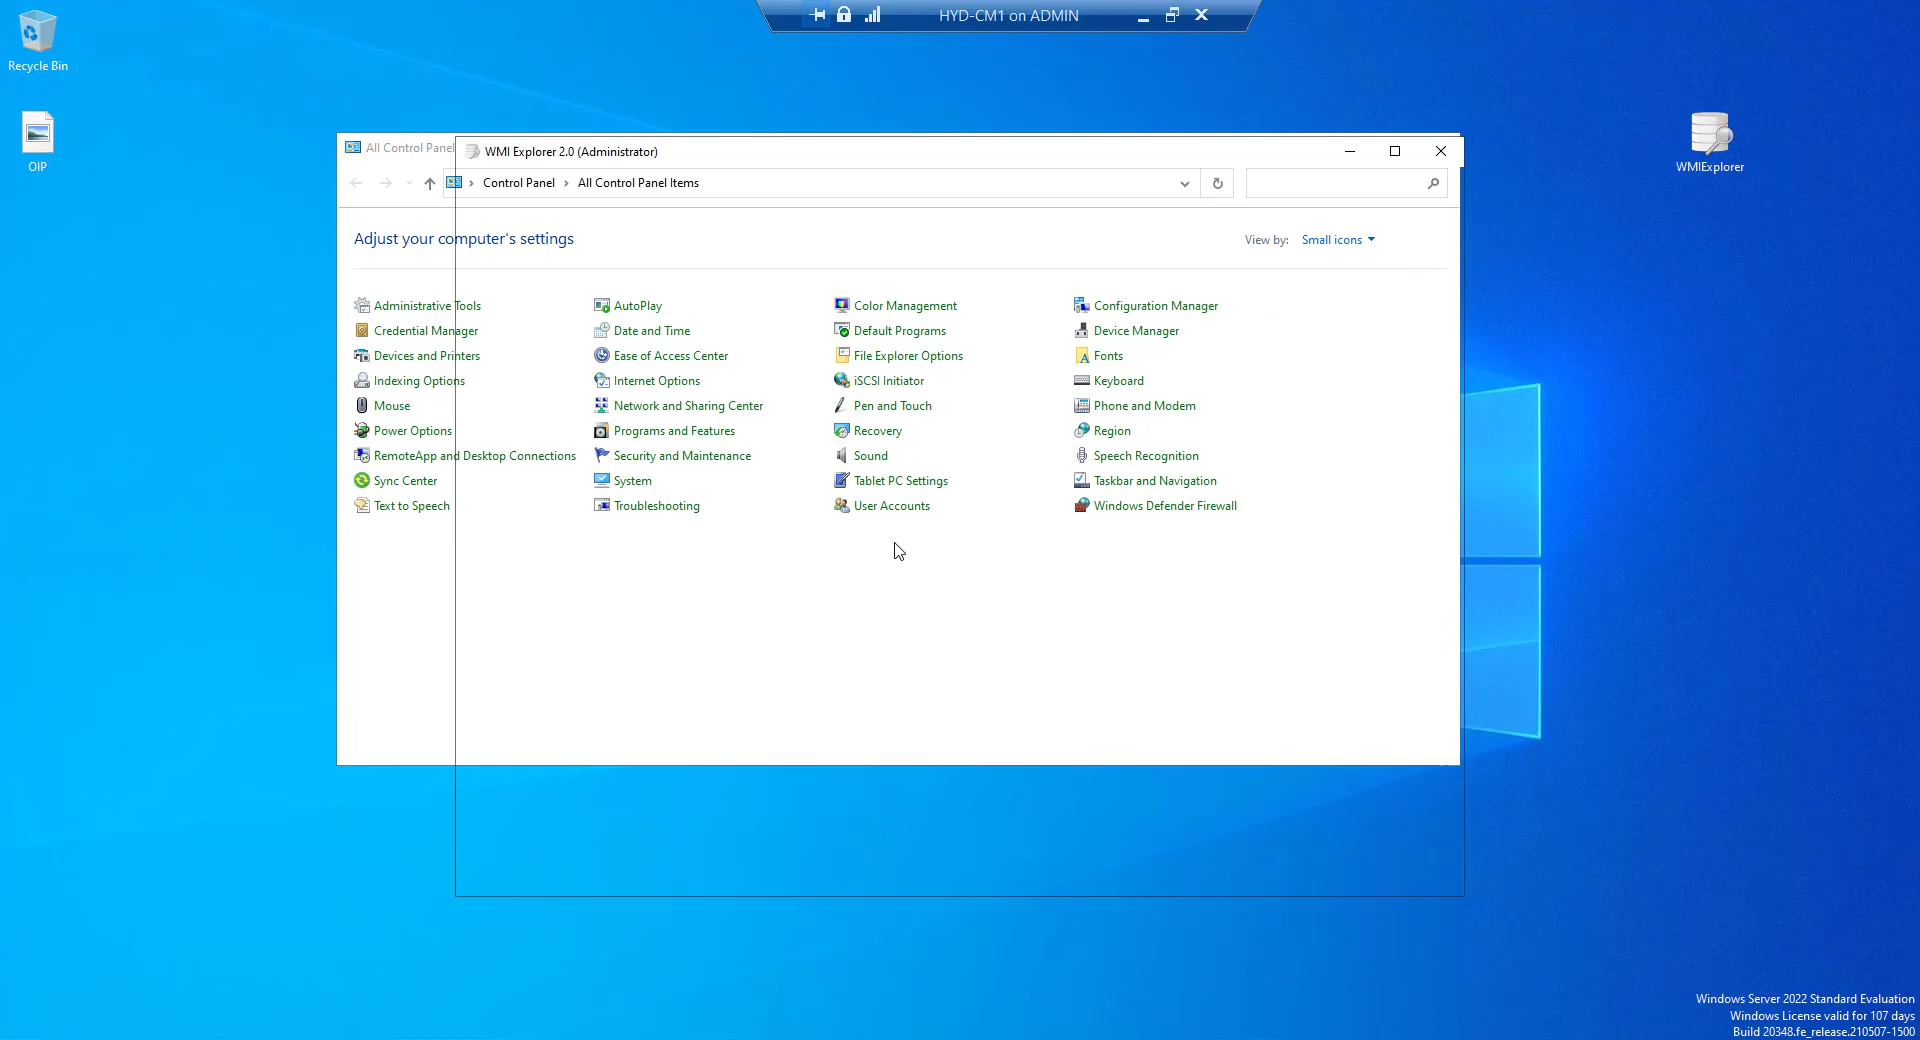 HYD-CM1 on ADMIN
Recycle Bin
OIP
WMIExplorer
All Control Panel
WMI Explorer 2.0 (Administrator)
Control Panel > All Control Panel Items
Adjust your computer's settings
View by: Small icons
Administrative Tools AutoPlay Color Management Configuration Manager
Credential Manager Date and Time Default Programs Device Manager
Devices and Printers Ease of Access Center File Explorer Options Fonts
Indexing Options Internet Options iSCSI Initiator Keyboard
Mouse Network and Sharing Center Pen and Touch Phone and Modem
Power Options Programs and Features Recovery Region
RemoteApp and Desktop Connections Security and Maintenance Sound Speech Recognition
Sync Center System Tablet PC Settings Taskbar and Navigation
Text to Speech Troubleshooting User Accounts Windows Defender Firewall
Windows Server 2022 Standard Evaluation
Windows License valid for 107 days
Build 20348.fe_release.210507-1500